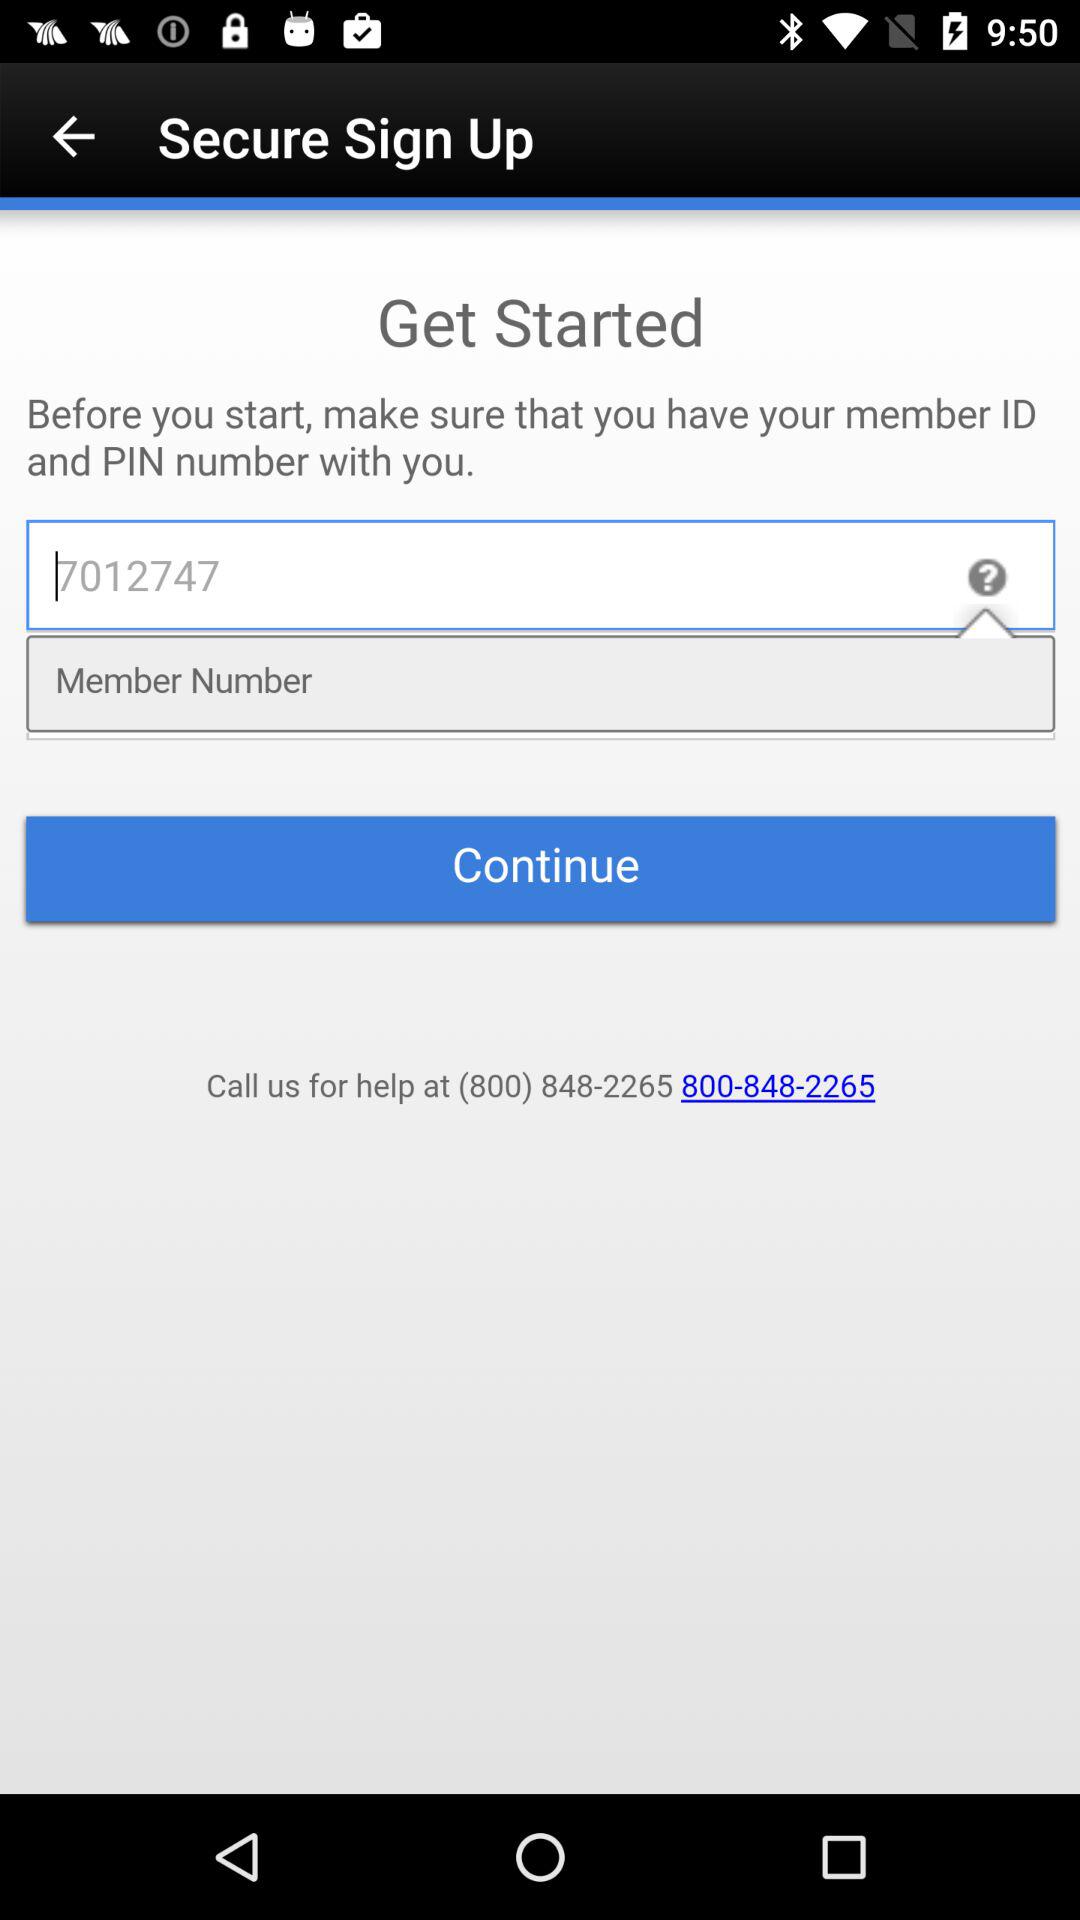 9:50
Secure Sign Up
Get Started
Before you start, make sure that you have your member ID
and PIN number with you.
7012747
Member Number
Continue
Call us for help at (800) 848-2265 800-848-2265